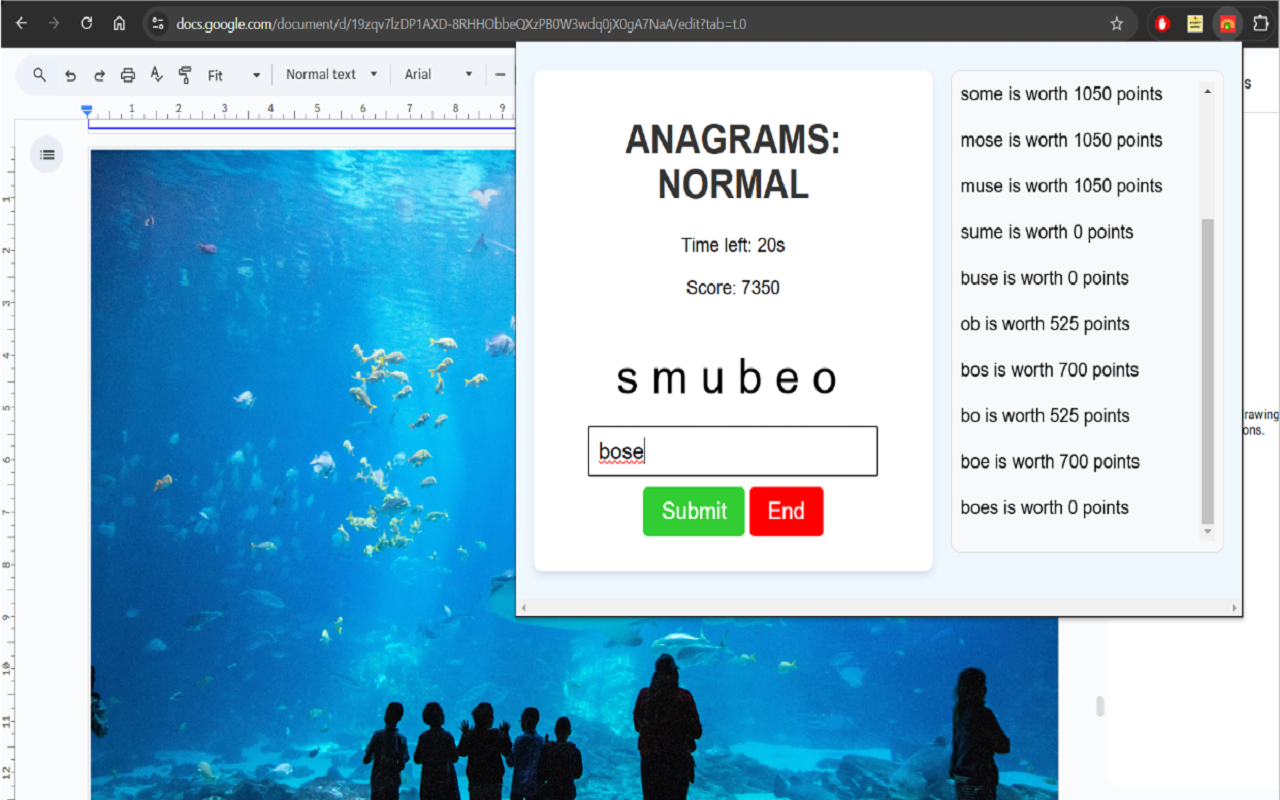 docs.google.com/document/d/19zqv7lzDP1AXD-8RHHObbeQXzPB0W3wdq0jX0gA7NaA/edit?tab=t.0
Fit Normal text Arial
1 2 3 4 5 6 7 8 9
1
2
3
4
5
6
7
8
9
10
11
12
ANAGRAMS:
NORMAL
Time left: 20s
Score: 7350
s m u b e o
bose
Submit End
some is worth 1050 points
mose is worth 1050 points
muse is worth 1050 points
sume is worth 0 points
buse is worth 0 points
ob is worth 525 points
bos is worth 700 points
bo is worth 525 points
boe is worth 700 points
boes is worth 0 points
s
rawing
ons.